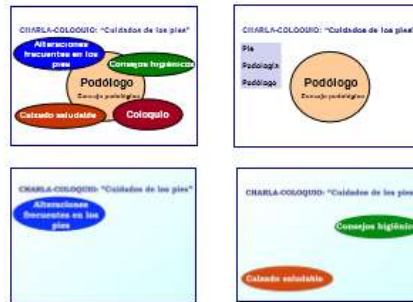 CHARLA-COLOQUIO: "Cuidados de los pies"
Alteraciones
frecuentes en los
pies
Consejos higiénicos
Podólogo
Consejo podológico
Calzado saludable
Coloquio
CHARLA-COLOQUIO: "Cuidados de los pies"
Pie
Podología
Podólogo
Podólogo
Consejo podológico
CHARLA-COLOQUIO: "Cuidados de los pies"
Alteraciones
frecuentes en los
pies
CHARLA-COLOQUIO: "Cuidados de los pies
Consejos higiénico
Calzado saludable